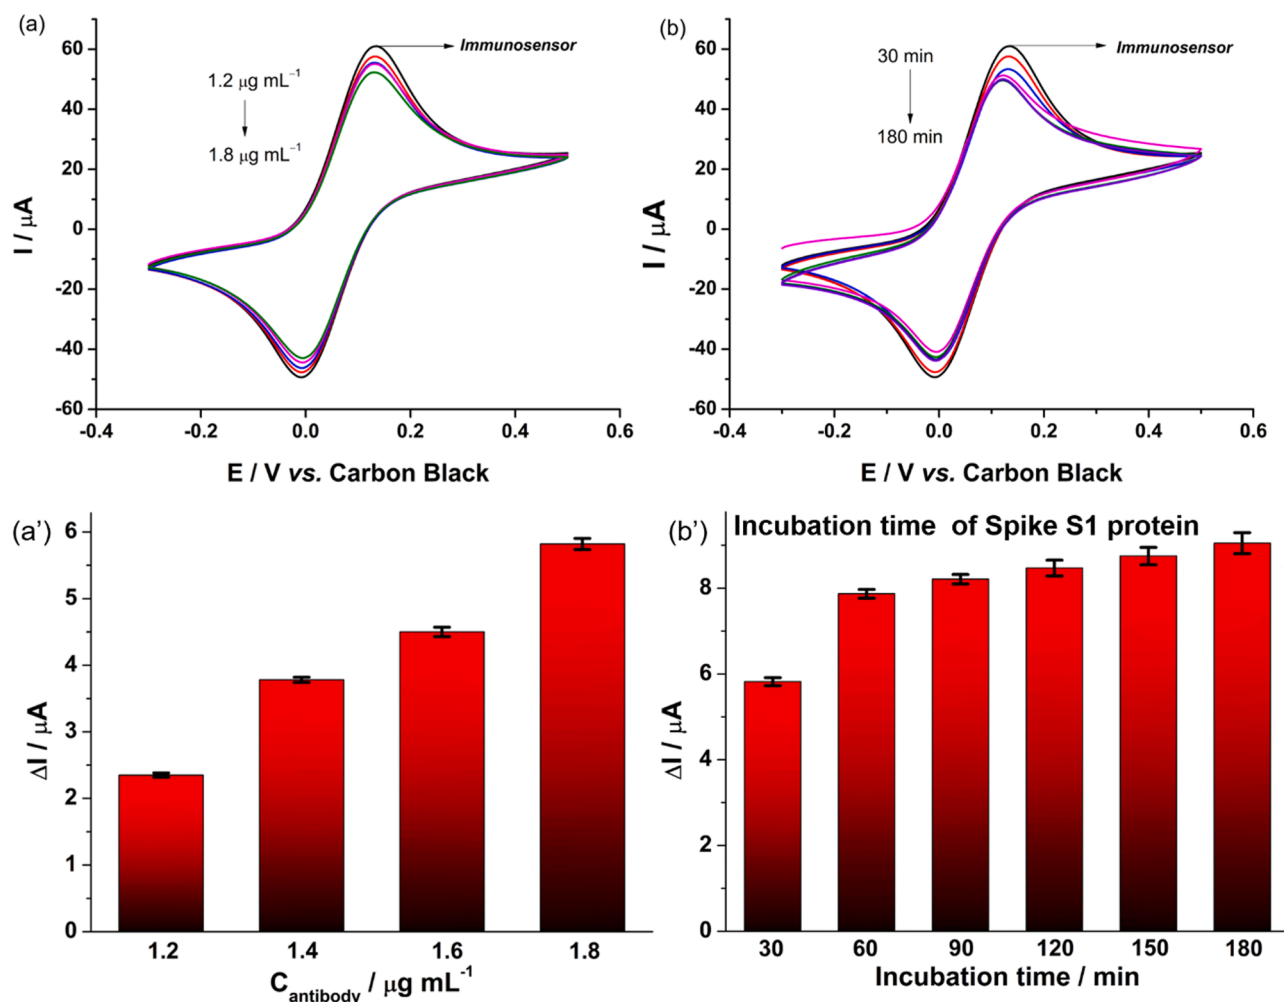 (a)
60
40
20
0
-20
-40
-60
I / μA
Immunosensor
1.2 μg mL⁻¹
1.8 μg mL⁻¹
-0.4
-0.2
0.0
0.2
0.4
0.6
E / V vs. Carbon Black
(b)
60
40
20
0
-20
-40
-60
I / μA
Immunosensor
30 min
180 min
-0.4
-0.2
0.0
0.2
0.4
0.6
E / V vs. Carbon Black
(a’)
6
5
4
3
2
1
0
ΔI / μA
1.2
1.4
1.6
1.8
C antibody / μg mL⁻¹
(b’)
Incubation time of Spike S1 protein
8
6
4
2
0
ΔI / μA
30
60
90
120
150
180
Incubation time / min